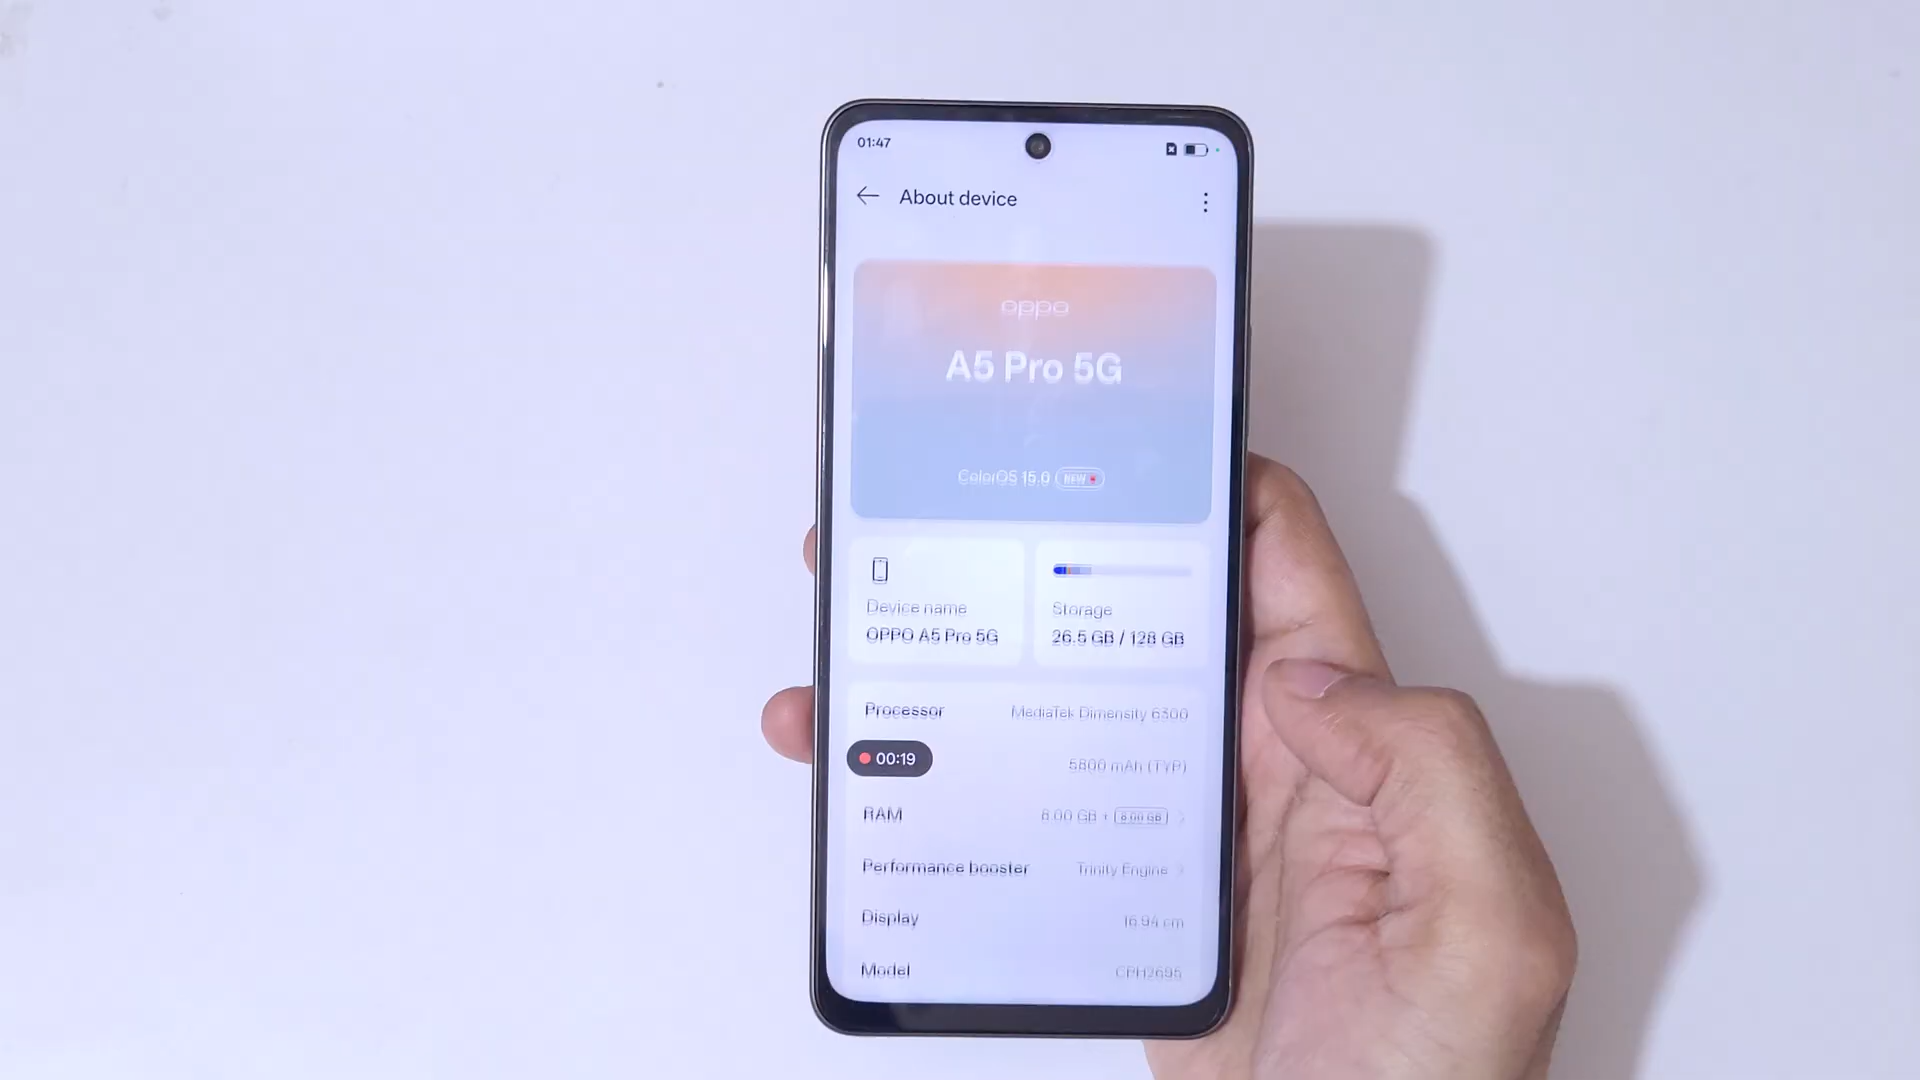 01:47
About device
oppo
A5 Pro 5G
ColorOS 15.0 NEW
Device name
OPPO A5 Pro 5G
Storage
26.5 GB / 128 GB
Processor MediaTek Dimensity 6300
00:19 5800 mAh (TYP)
RAM 8.00 GB + 8.00 GB
Performance booster Trinity Engine
Display 16.94 cm
Model CPH2695